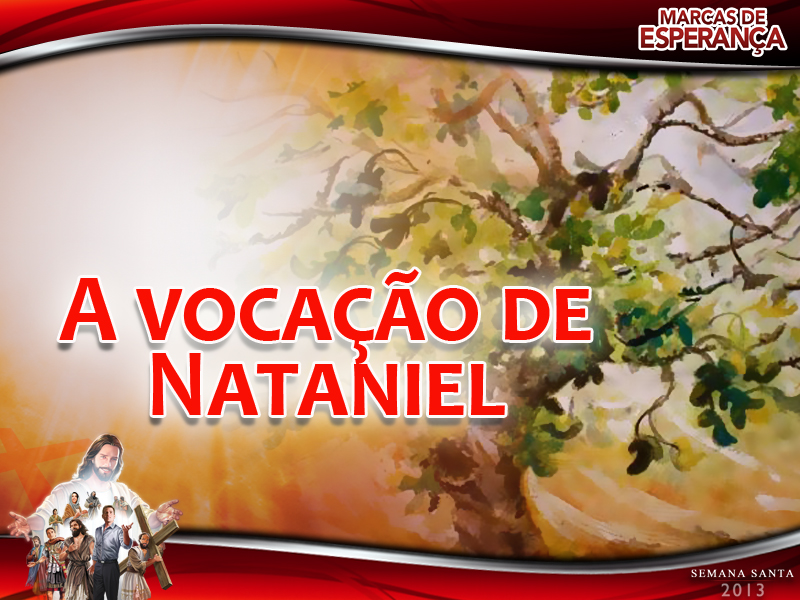 MARCAS DE
ESPERANÇA
A VOCAÇÃO DE
NATANIEL
SEMANA SANTA
2013